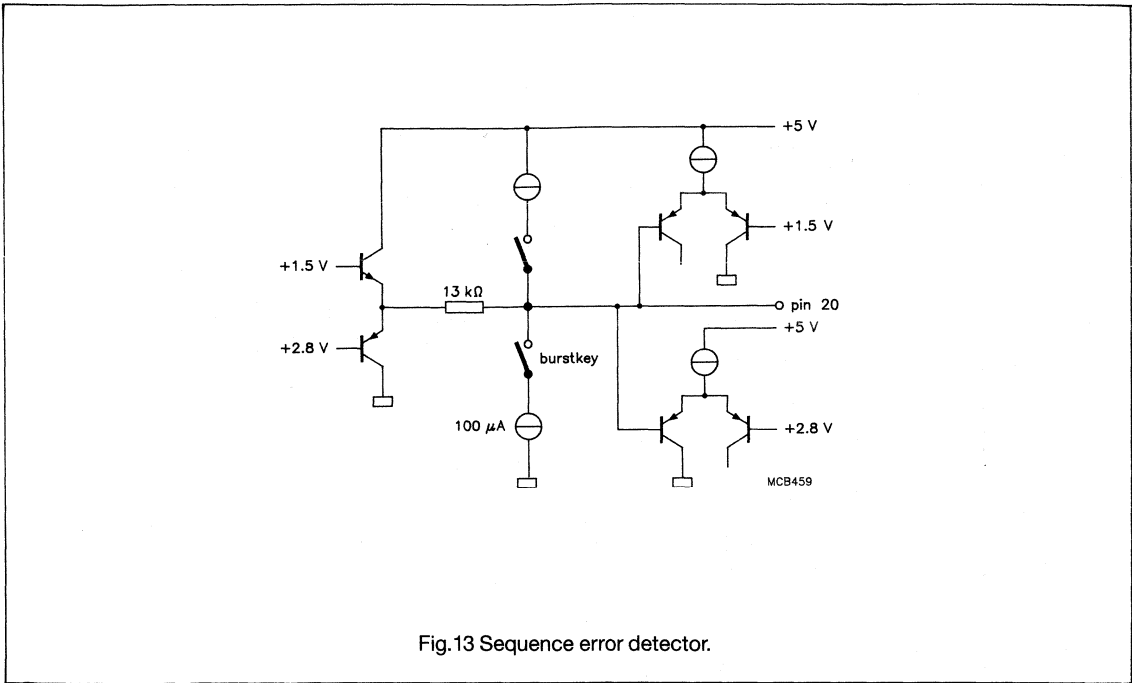 +5 V
+1.5 V
+1.5 V
13 kΩ
pin 20
+5 V
+2.8 V
burstkey
100 μA
+2.8 V
MCB459
Fig.13 Sequence error detector.